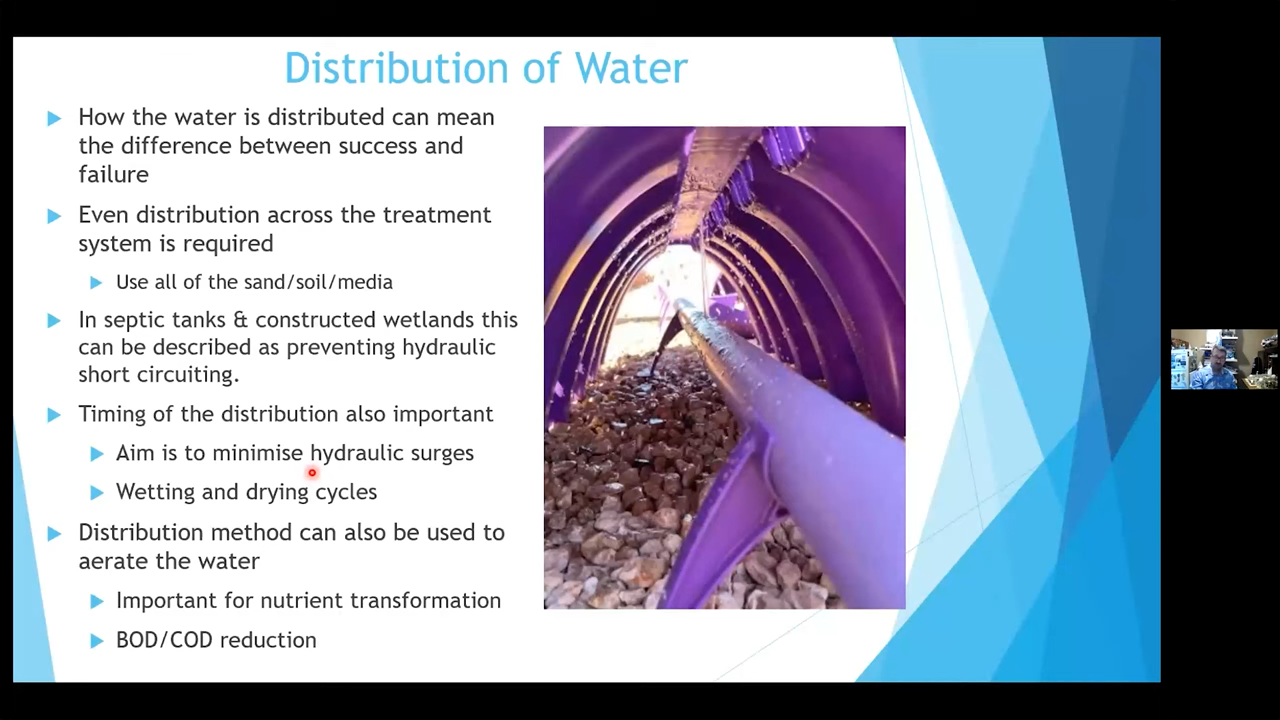 Distribution of Water
How the water is distributed can mean
the difference between success and
failure
Even distribution across the treatment
system is required
Use all of the sand/soil/media
In septic tanks & constructed wetlands this
can be described as preventing hydraulic
short circuiting.
Timing of the distribution also important
Aim is to minimise hydraulic surges
Wetting and drying cycles
Distribution method can also be used to
aerate the water
Important for nutrient transformation
BOD/COD reduction